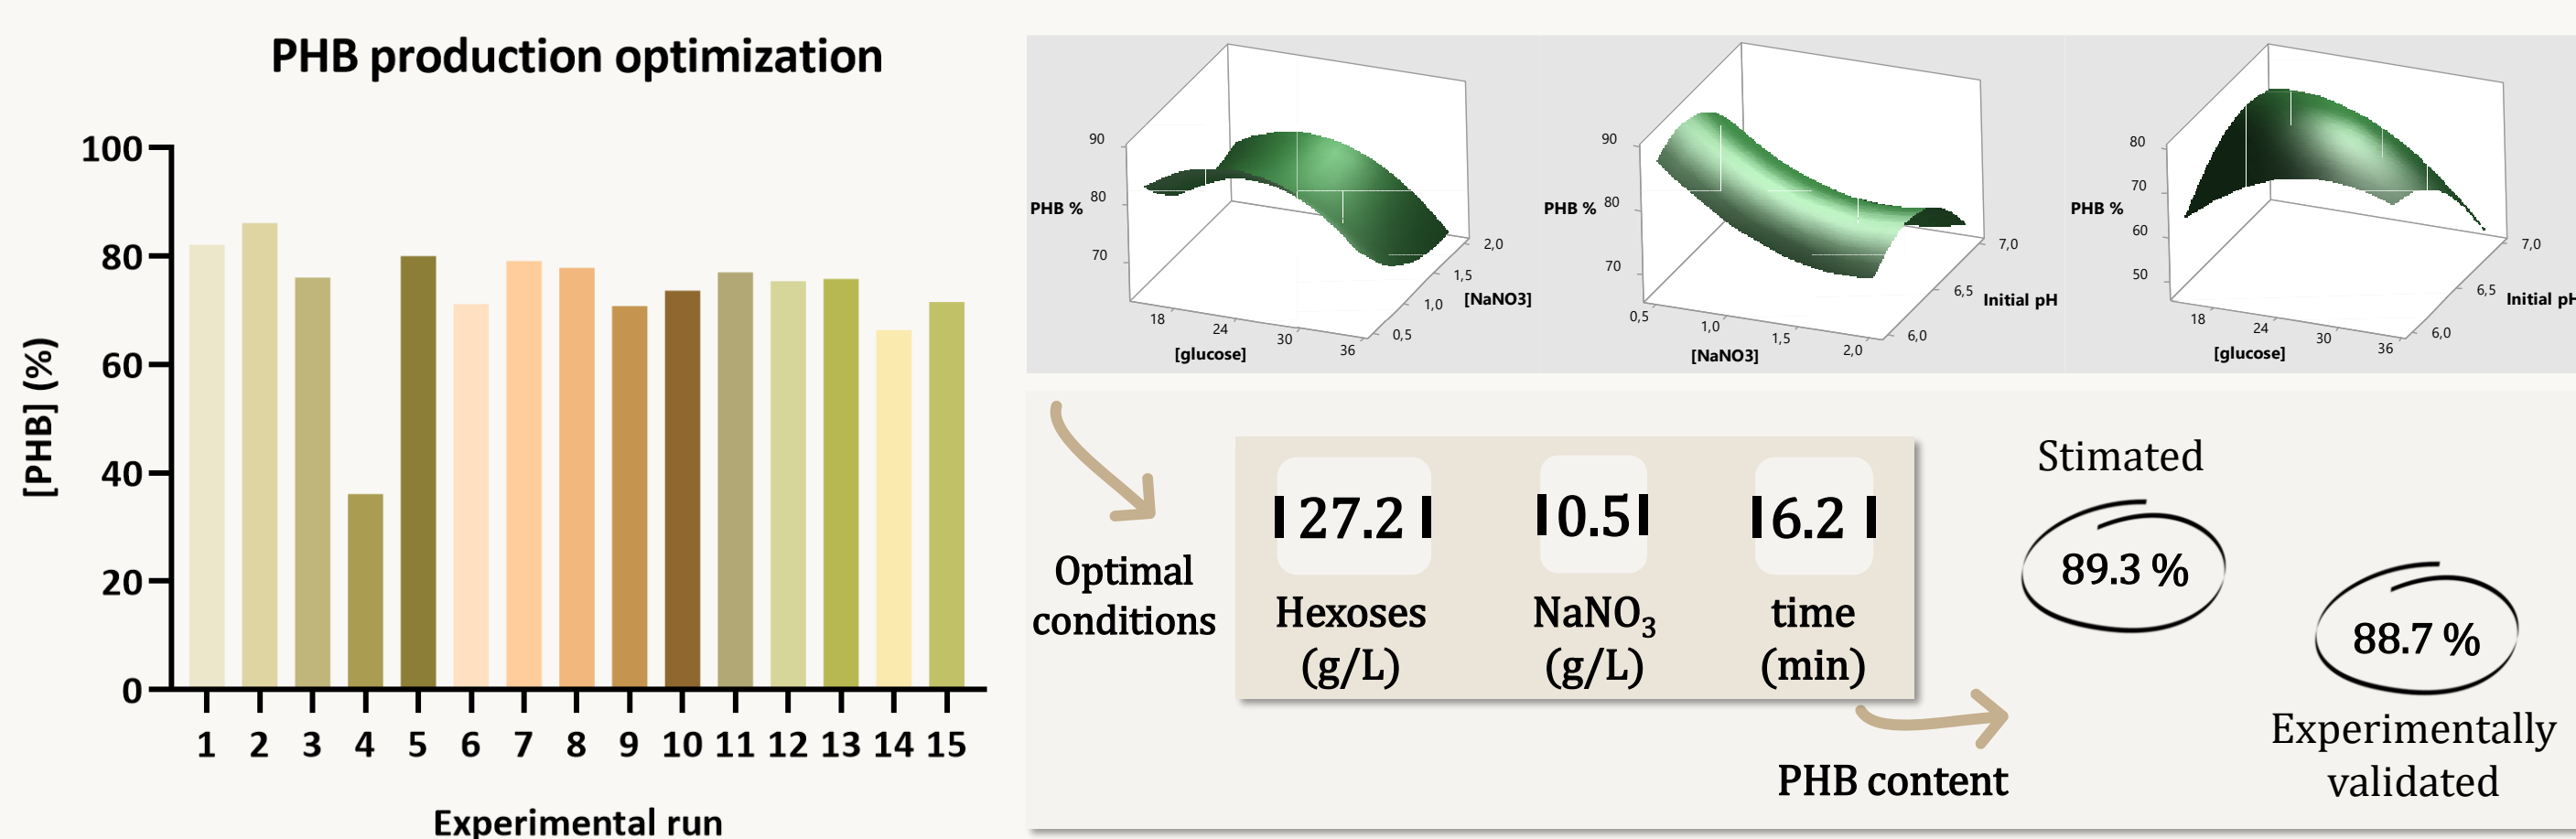 PHB production optimization
[PHB] (%)
100
80
60
40
20
0
1 2 3 4 5 6 7 8 9 10 11 12 13 14 15
Experimental run
PHB %
90
80
70
18
24
30
36
[glucose]
0,5
1,0
1,5
2,0
[NaNO3]
PHB %
90
80
70
0,5
1,0
1,5
2,0
[NaNO3]
6,0
6,5
7,0
Initial pH
PHB %
80
70
60
50
18
24
30
36
[glucose]
6,0
6,5
7,0
Initial pH
Optimal
conditions
27.2
Hexoses
(g/L)
0.5
NaNO₃
(g/L)
6.2
time
(min)
PHB content
Stimated
89.3 %
88.7 %
Experimentally
validated